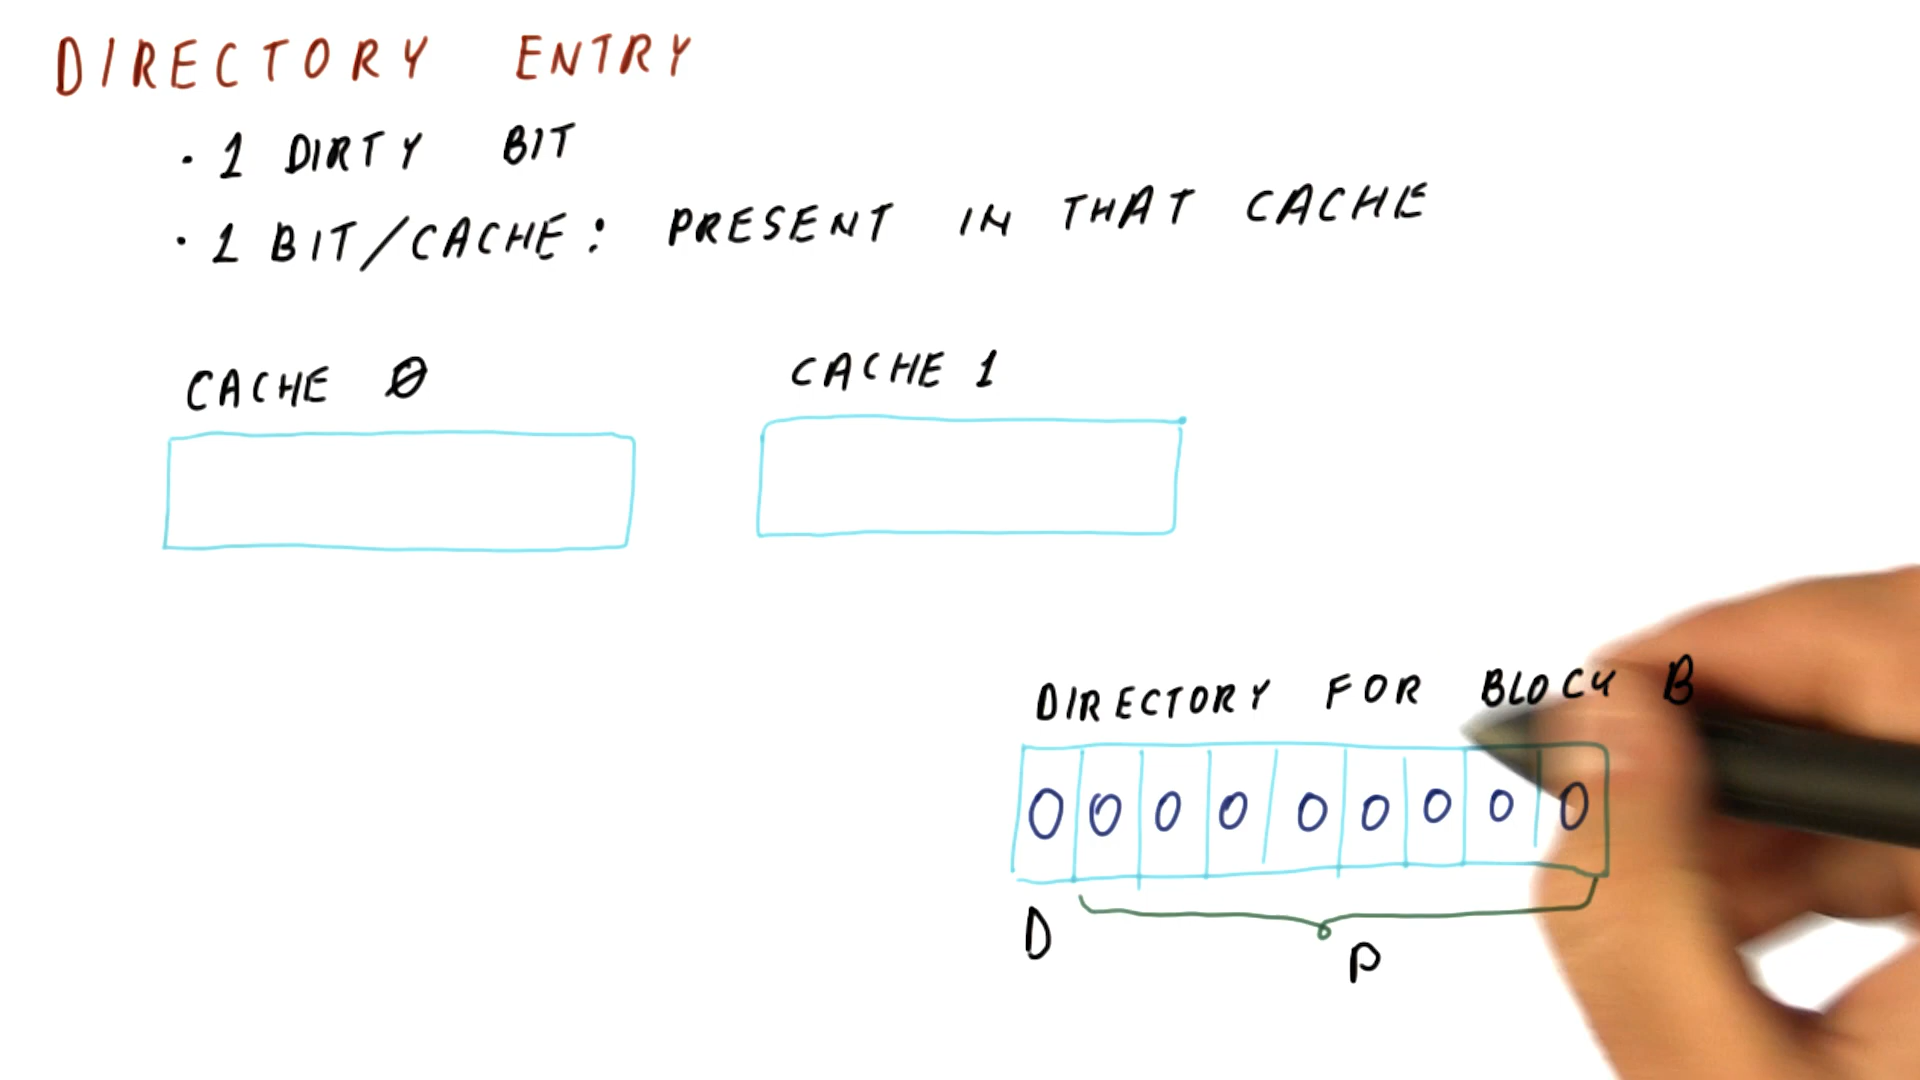 DIRECTORY ENTRY
· 1 DIRTY BIT
· 1 BIT/CACHE: PRESENT IN THAT CACHE
CACHE 0
CACHE 1
DIRECTORY FOR BLOCK B
0 0 0 0 0 0 0 0 0
D
P